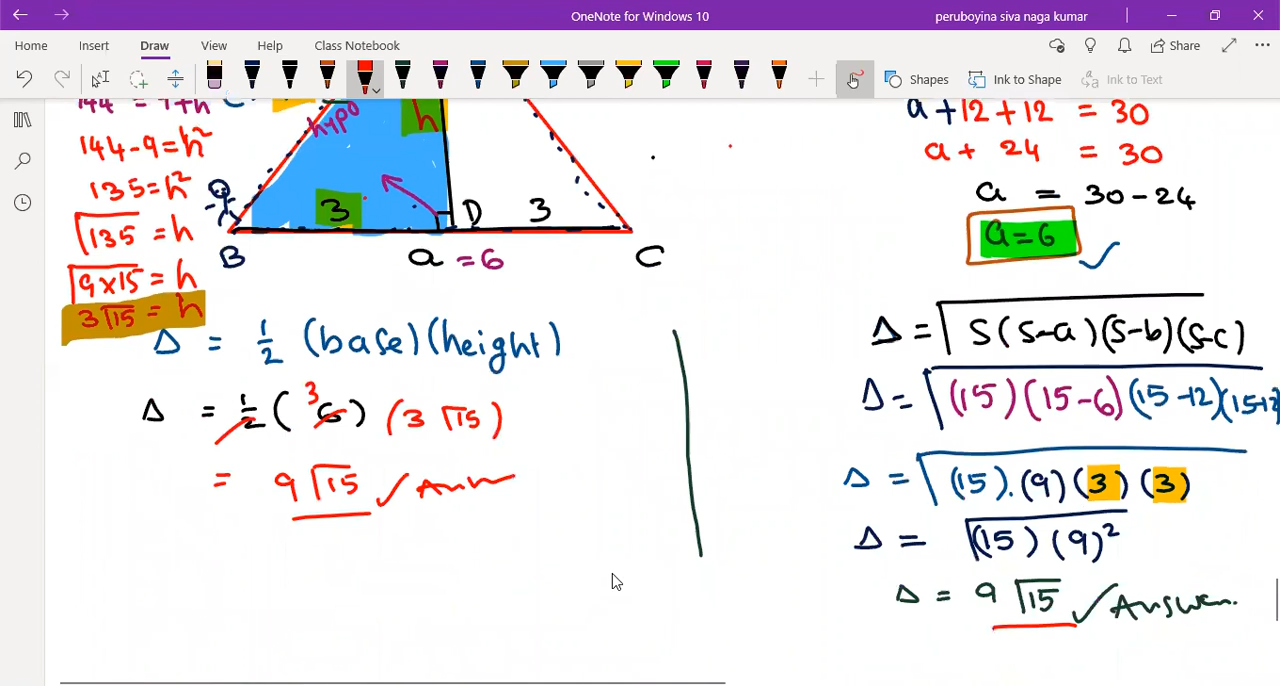 OneNote for Windows 10
peruboyina siva naga kumar
Home Insert Draw View Help Class Notebook
Share
Shapes
Ink to Shape
Ink to Text
144-9=h²
135=h²
√135 = h
√9x15 = h
3√15 = h
hypo
h
3
D
3
B
a = 6
C
Δ = 1/2 (base)(height)
Δ = 1/2 (6) (3√15)
3
= 9√15 ✓
a+12+12 = 30
a + 24 = 30
a = 30-24
a=6 ✓
Δ = √S(S-a)(S-b)(S-c)
Δ = √(15)(15-6)(15-12)(15-12
Δ = √(15).(9)(3)(3)
Δ = √(15)(9)²
Δ = 9√15 ✓ Answer.